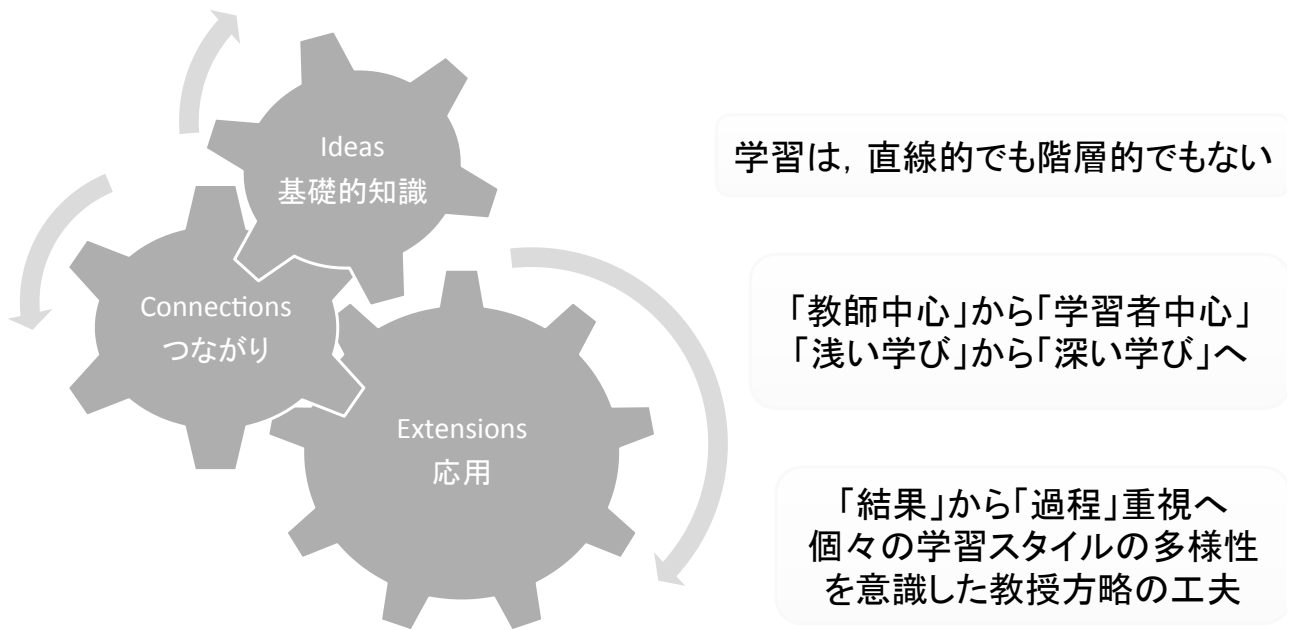 Ideas
基礎的知識
Connections
つながり
Extensions
応用
学習は，直線的でも階層的でもない
「教師中心」から「学習者中心」
「浅い学び」から「深い学び」へ
「結果」から「過程」重視へ
個々の学習スタイルの多様性
を意識した教授方略の工夫